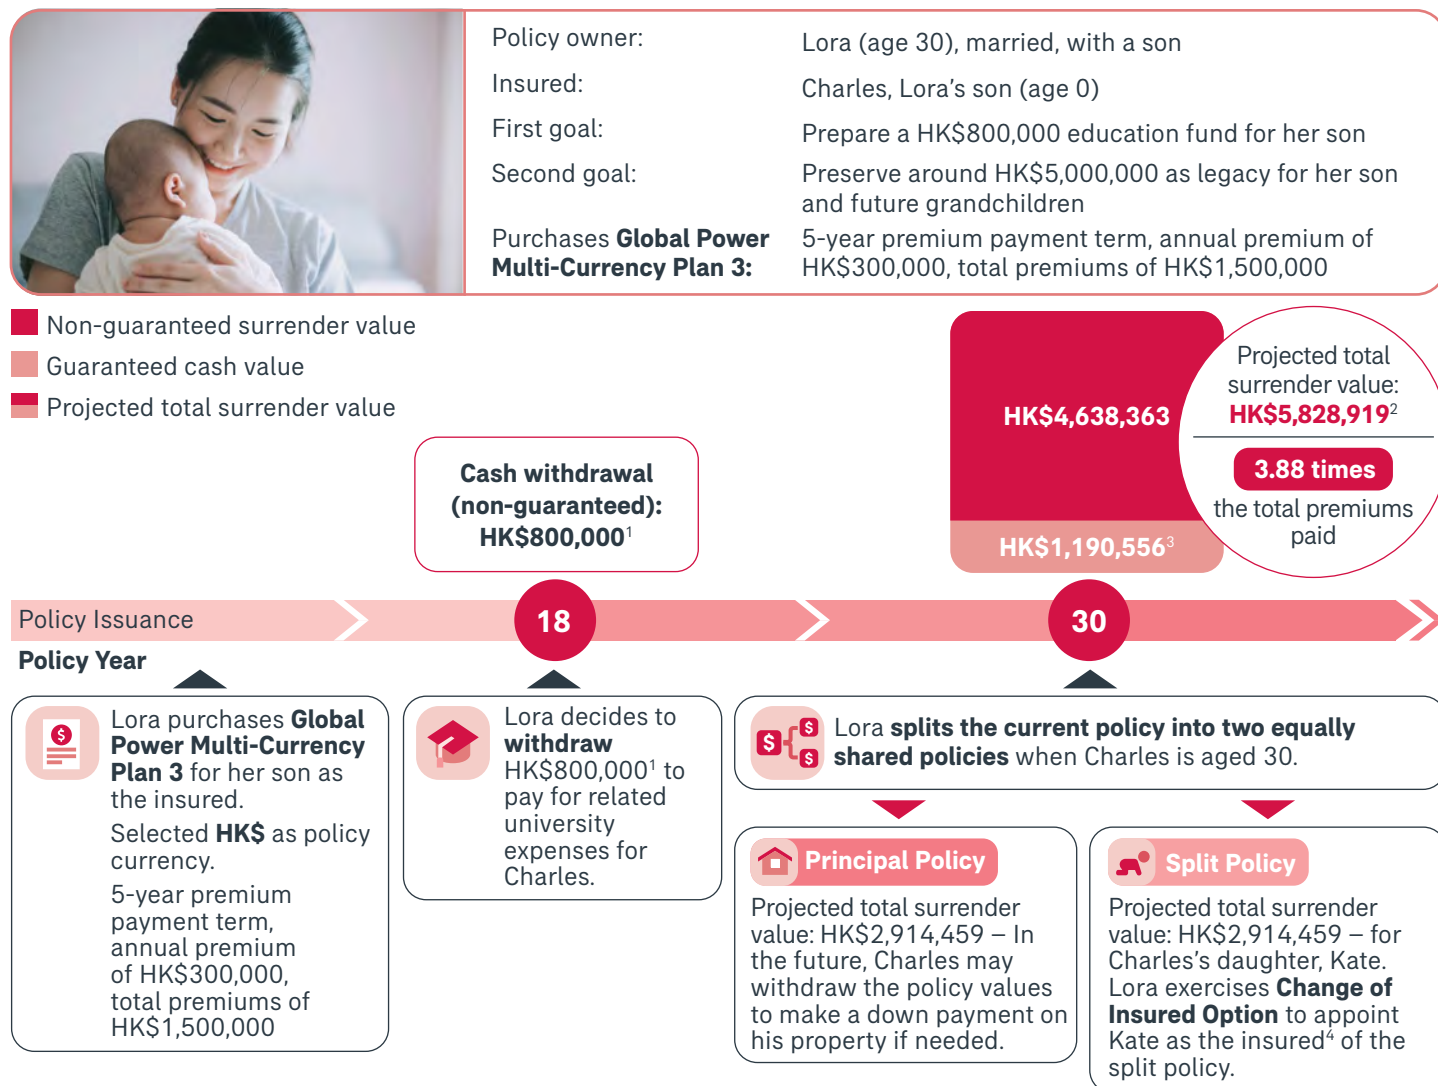 Policy owner:
Lora (age 30), married, with a son
Insured:
Charles, Lora's son (age 0)
First goal:
Prepare a HK$800,000 education fund for her son
Second goal:
Preserve around HK$5,000,000 as legacy for her son
and future grandchildren
Purchases Global Power
Multi-Currency Plan 3:
5-year premium payment term, annual premium of
HK$300,000, total premiums of HK$1,500,000
Non-guaranteed surrender value
Guaranteed cash value
Projected total surrender value
Cash withdrawal
(non-guaranteed):
HK$800,000¹
HK$4,638,363
HK$1,190,556³
Projected total
surrender value:
HK$5,828,919²
3.88 times
the total premiums
paid
Policy Issuance
18
30
Policy Year
$
Lora purchases Global
Power Multi-Currency
Plan 3 for her son as
the insured.
Selected HK$ as policy
currency.
5-year premium
payment term,
annual premium
of HK$300,000,
total premiums of
HK$1,500,000
Lora decides to
withdraw
HK$800,000¹ to
pay for related
university
expenses for
Charles.
$
$
$
Lora splits the current policy into two equally
shared policies when Charles is aged 30.
Principal Policy
Projected total surrender
value: HK$2,914,459 – In
the future, Charles may
withdraw the policy values
to make a down payment on
his property if needed.
Split Policy
Projected total surrender
value: HK$2,914,459 – for
Charles's daughter, Kate.
Lora exercises Change of
Insured Option to appoint
Kate as the insured⁴ of the
split policy.